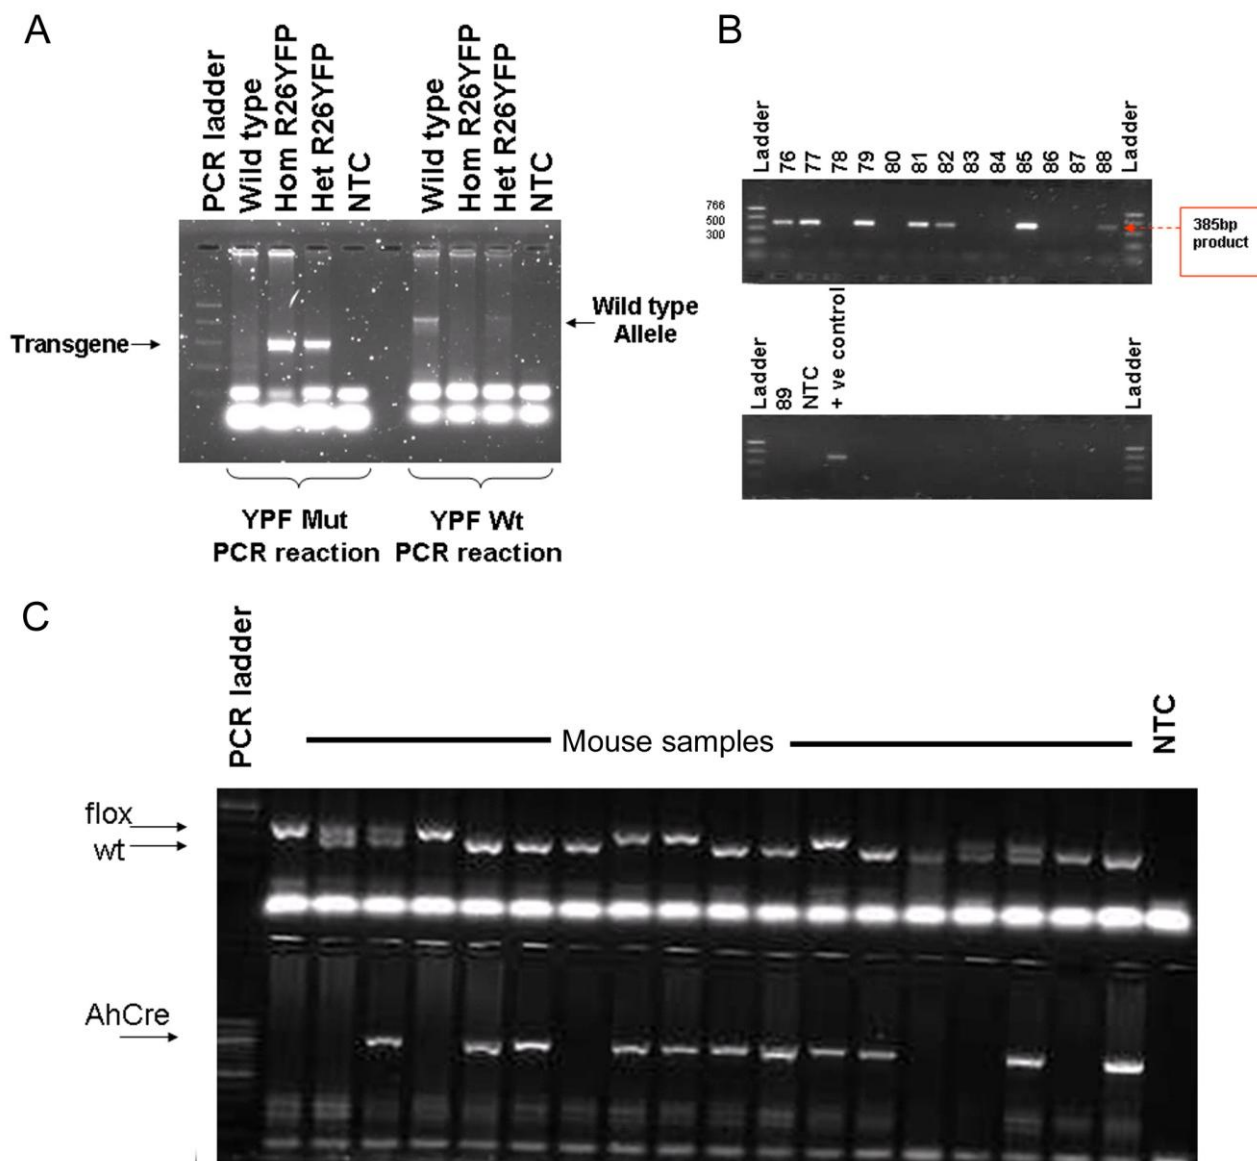 A
PCR ladder
Wild type
Hom R26YFP
Het R26YFP
NTC
Wild type
Hom R26YFP
Het R26YFP
NTC
Transgene
Wild type
Allele
YPF Mut
PCR reaction
YPF Wt
PCR reaction
B
Ladder
76
77
78
79
80
81
82
83
84
85
86
87
88
Ladder
766
500
300
385bp
product
Ladder
89
NTC
+ ve control
Ladder
C
PCR ladder
Mouse samples
NTC
flox
wt
AhCre